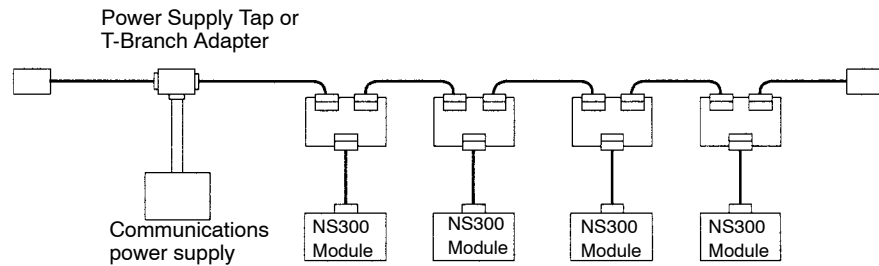 Power Supply Tap or
T-Branch Adapter
Communications
power supply
NS300
Module
NS300
Module
NS300
Module
NS300
Module